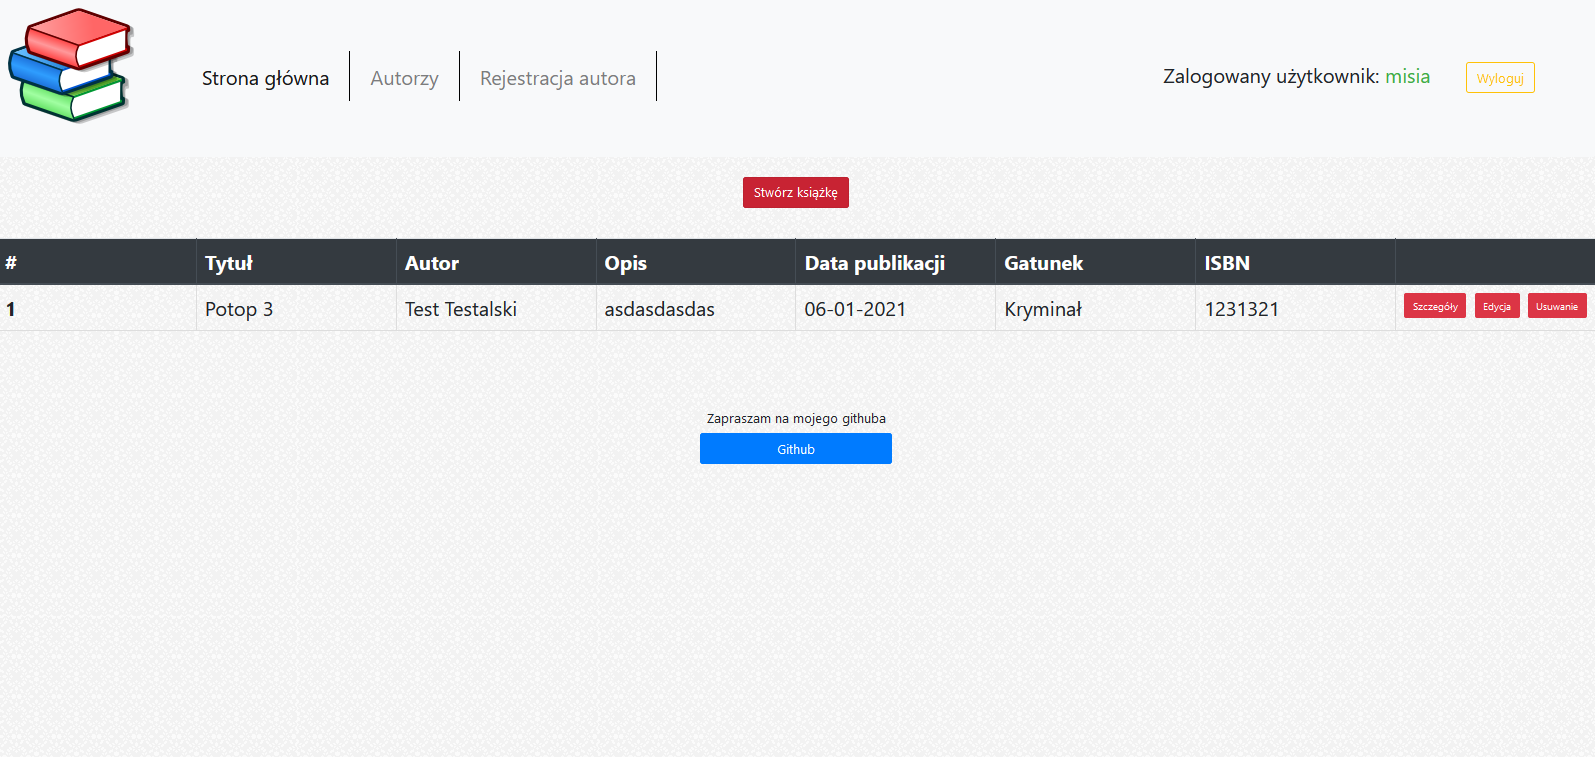 Strona główna Autorzy Rejestracja autora Zalogowany użytkownik: misia Wyloguj
Stwórz książkę
# Tytuł Autor Opis Data publikacji Gatunek ISBN
1 Potop 3 Test Testalski asdasdasdas 06-01-2021 Kryminał 1231321 Szczegóły Edycja Usuwanie
Zapraszam na mojego githuba
Github